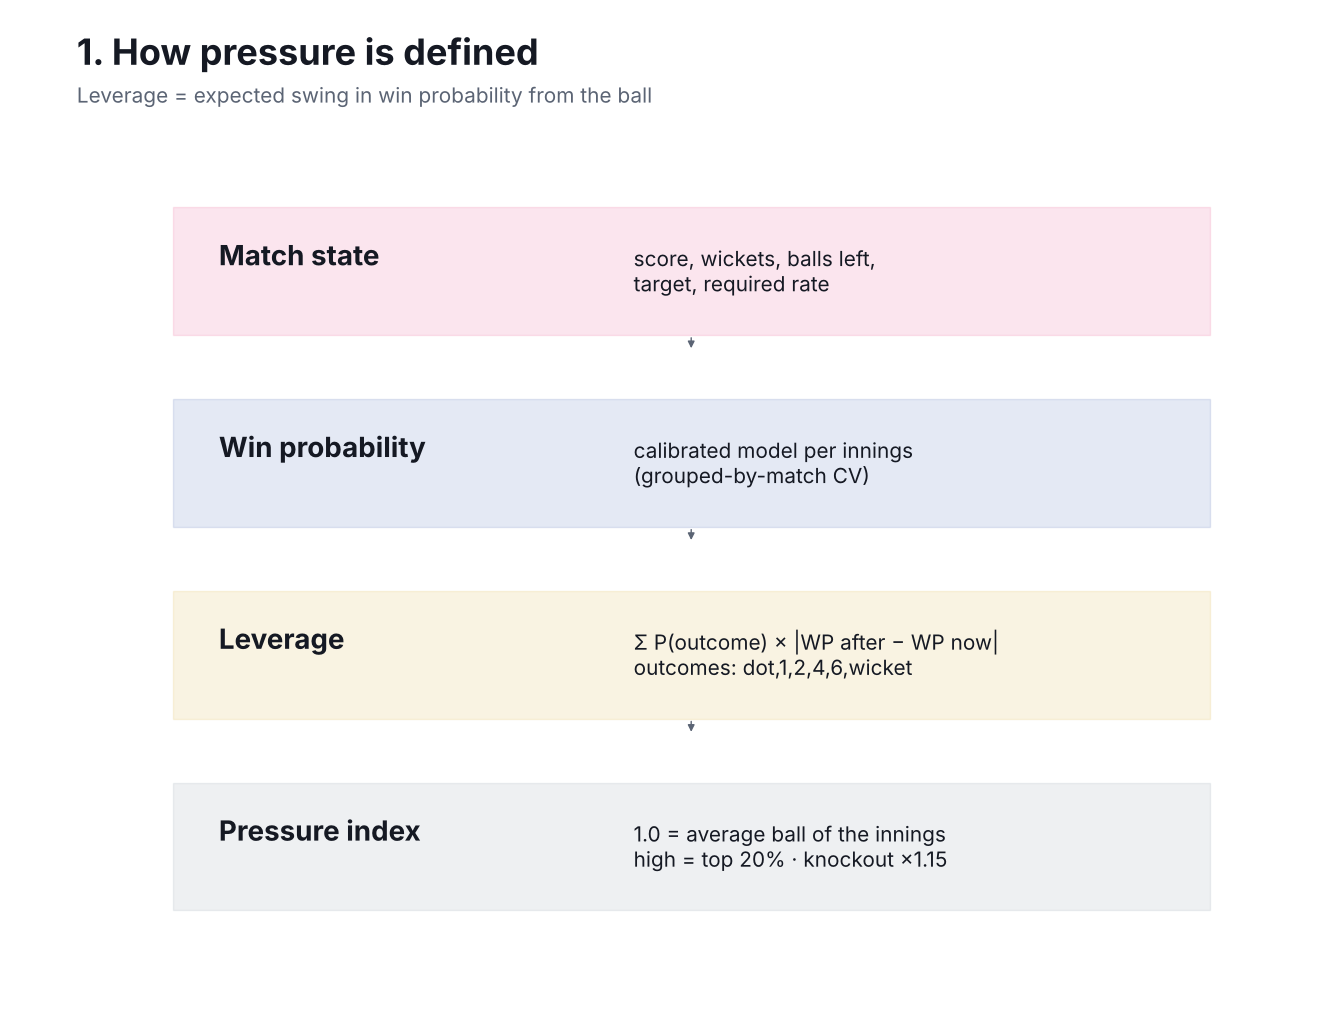 1. How pressure is defined
Leverage = expected swing in win probability from the ball
Match state
score, wickets, balls left,
target, required rate
Win probability
calibrated model per innings
(grouped-by-match CV)
Leverage
Σ P(outcome) × |WP after − WP now|
outcomes: dot,1,2,4,6,wicket
Pressure index
1.0 = average ball of the innings
high = top 20% · knockout ×1.15